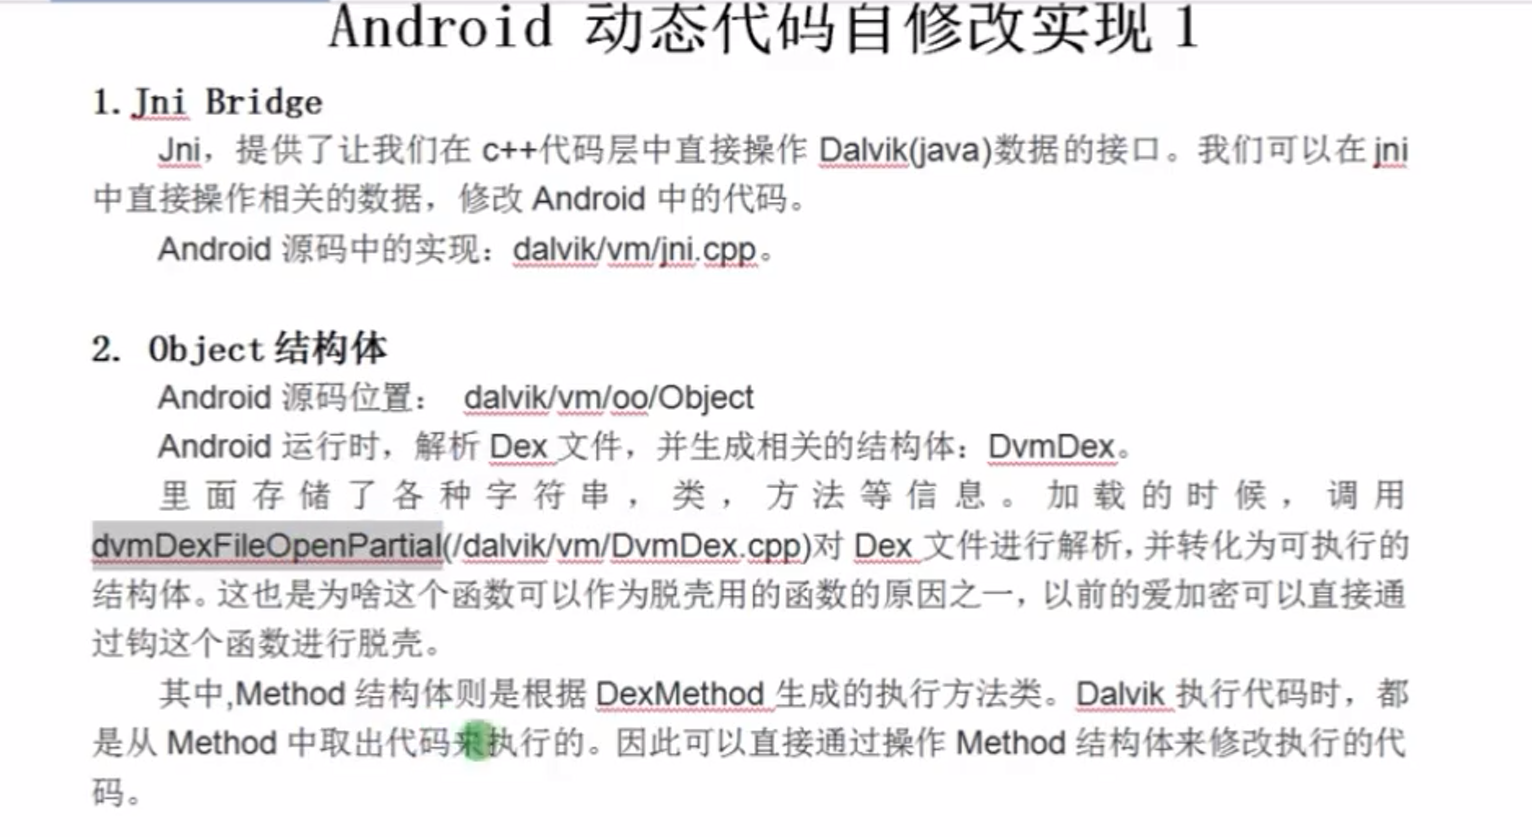 Android 动态代码自修改实现 1
1.Jni Bridge
Jni，提供了让我们在 c++代码层中直接操作 Dalvik(java)数据的接口。我们可以在 jni
中直接操作相关的数据，修改 Android 中的代码。
Android 源码中的实现：dalvik/vm/jni.cpp。
2. Object 结构体
Android 源码位置： dalvik/vm/oo/Object
Android 运行时，解析 Dex 文件，并生成相关的结构体：DvmDex。
里面存储了各种字符串，类，方法等信息。加载的时候，调用
dvmDexFileOpenPartial(/dalvik/vm/DvmDex.cpp)对 Dex 文件进行解析，并转化为可执行的
结构体。这也是为啥这个函数可以作为脱壳用的函数的原因之一，以前的爱加密可以直接通
过钩这个函数进行脱壳。
其中,Method 结构体则是根据 DexMethod 生成的执行方法类。Dalvik 执行代码时，都
是从 Method 中取出代码来执行的。因此可以直接通过操作 Method 结构体来修改执行的代
码。